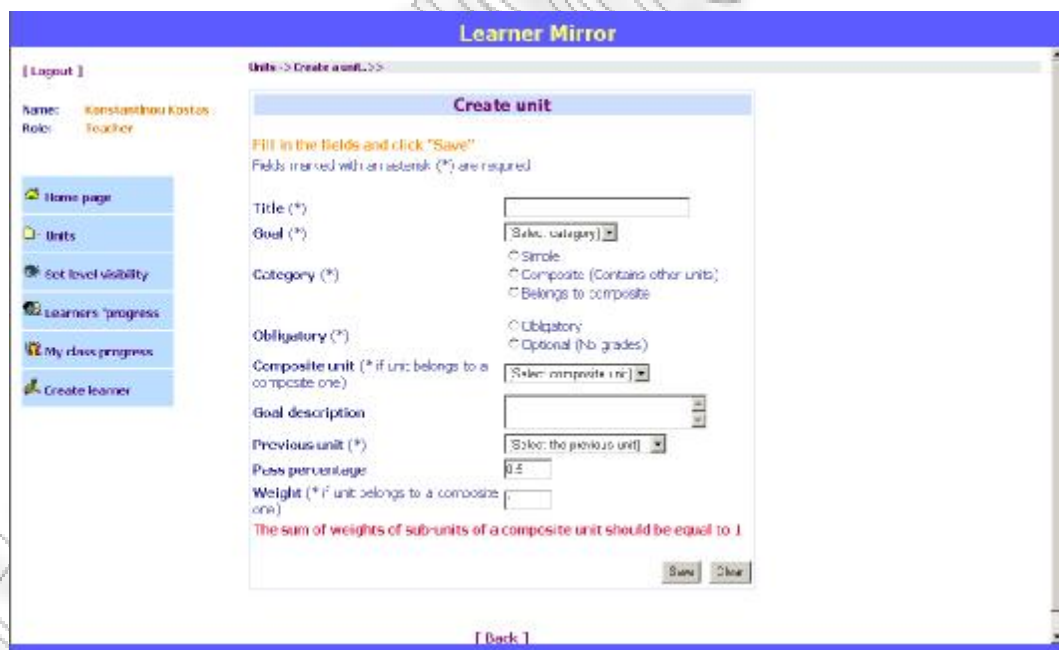 Learner Mirror
[ Logout ]
Units -> Create a unit..>>
Name: Konstantinou Kostas
Role: Teacher
Create unit
Fill in the fields and click "Save"
Fields marked with an asterisk (*) are required
Home page
Units
Set level visibility
Learners 'progress
My class progress
Create learner
Title (*)
Goal (*) [Select category]
Category (*)
Simple
Composite (Contains other units)
Belongs to composite
Obligatory (*)
Obligatory
Optional (No grades)
Composite unit (* if unit belongs to a
composite one)
[Select composite unit]
Goal description
Previous unit (*) [Select the previous unit]
Pass percentage 0.5
Weight (* if unit belongs to a composite
one)
The sum of weights of sub-units of a composite unit should be equal to 1
Save Clear
[ Back ]